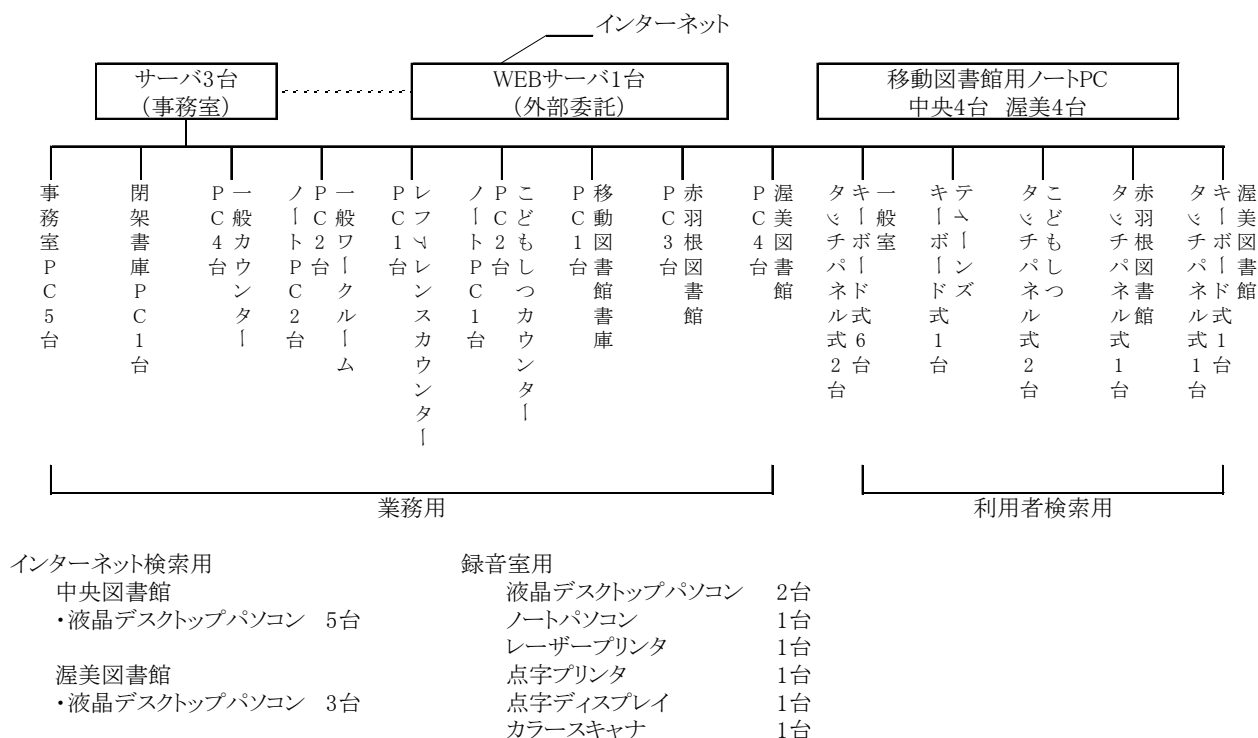 インターネット
サーバ3台
(事務室)
WEBサーバ1台
(外部委託)
移動図書館用ノートPC
中央4台 渥美4台
事務室PC5台
閉架書庫PC1台
一般カウンター
PC4台
一般ワークルーム
PC2台
ノートPC2台
レファレンスカウンター
PC1台
こどもしつカウンター
PC2台
ノートPC1台
移動図書館書庫
PC1台
赤羽根図書館
PC3台
渥美図書館
PC4台
一般室
キーボード式6台
タッチパネル式2台
ティーンズ
キーボード式1台
こどもしつ
タッチパネル式2台
赤羽根図書館
タッチパネル式1台
渥美図書館
キーボード式1台
タッチパネル式1台
業務用
利用者検索用
インターネット検索用
中央図書館
・液晶デスクトップパソコン 5台
渥美図書館
・液晶デスクトップパソコン 3台
録音室用
液晶デスクトップパソコン 2台
ノートパソコン 1台
レーザープリンタ 1台
点字プリンタ 1台
点字ディスプレイ 1台
カラースキャナ 1台